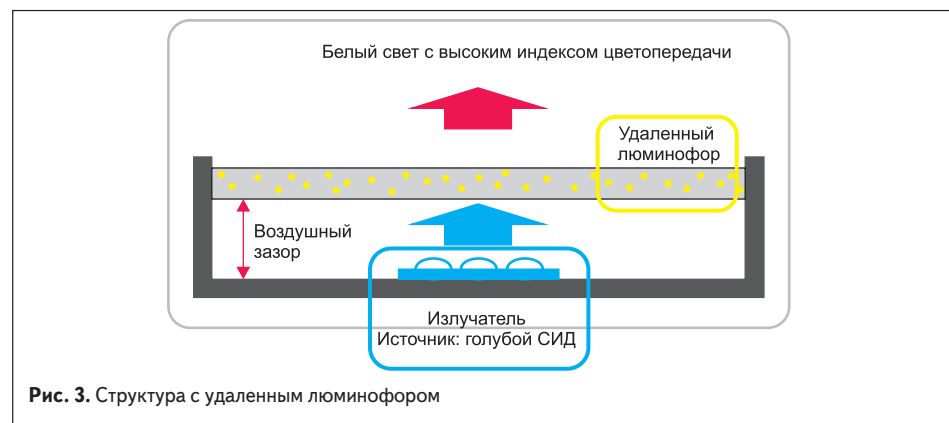 Белый свет с высоким индексом цветопередачи
Удаленный
люминофор
Воздушный
зазор
Излучатель
Источник: голубой СИД
Рис. 3. Структура с удаленным люминофором